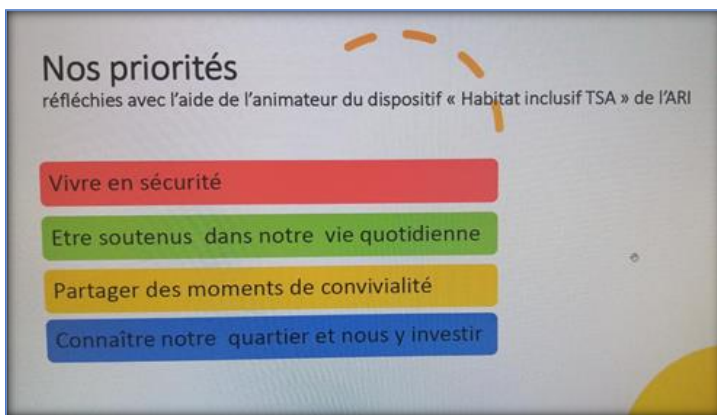 Nos priorités
réfléchies avec l'aide de l'animateur du dispositif « Habitat inclusif TSA » de l'ARI
Vivre en sécurité
Etre soutenus dans notre vie quotidienne
Partager des moments de convivialité
Connaître notre quartier et nous y investir